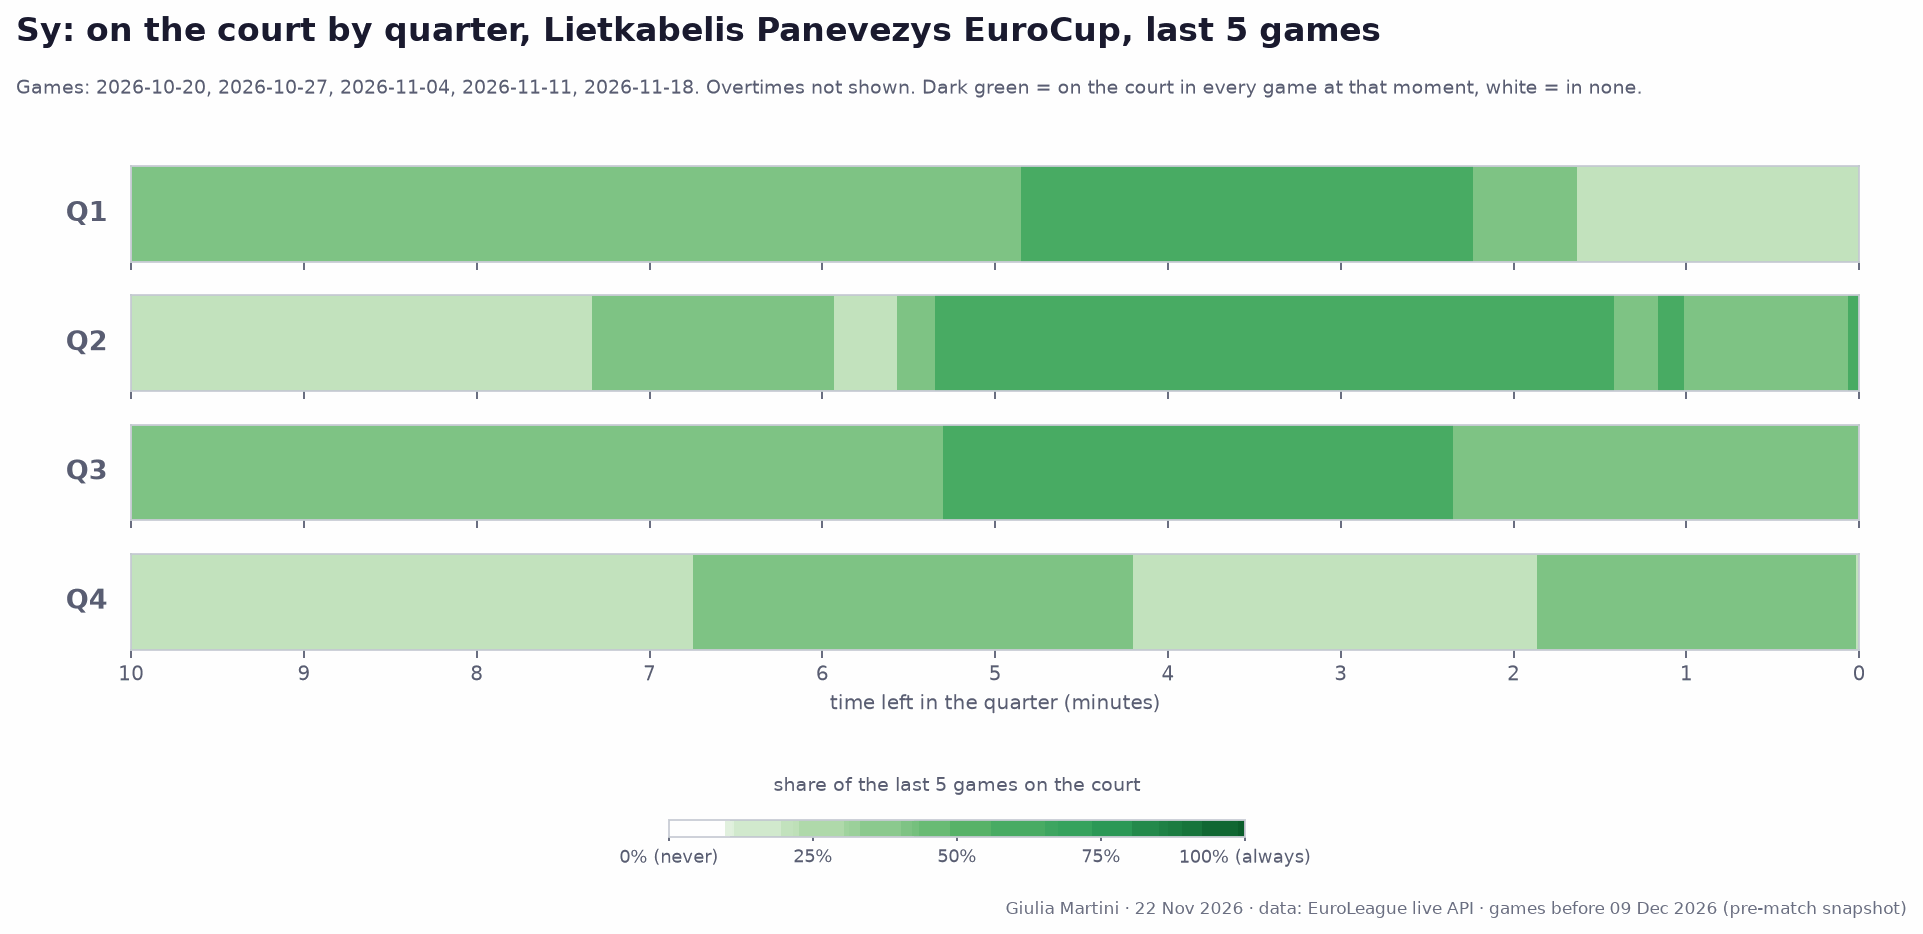 Sy: on the court by quarter, Lietkabelis Panevezys EuroCup, last 5 games
Games: 2026-10-20, 2026-10-27, 2026-11-04, 2026-11-11, 2026-11-18. Overtimes not shown. Dark green = on the court in every game at that moment, white = in none.
Q1
Q2
Q3
Q4
10 9 8 7 6 5 4 3 2 1 0
time left in the quarter (minutes)
share of the last 5 games on the court
0% (never) 25% 50% 75% 100% (always)
Giulia Martini · 22 Nov 2026 · data: EuroLeague live API · games before 09 Dec 2026 (pre-match snapshot)